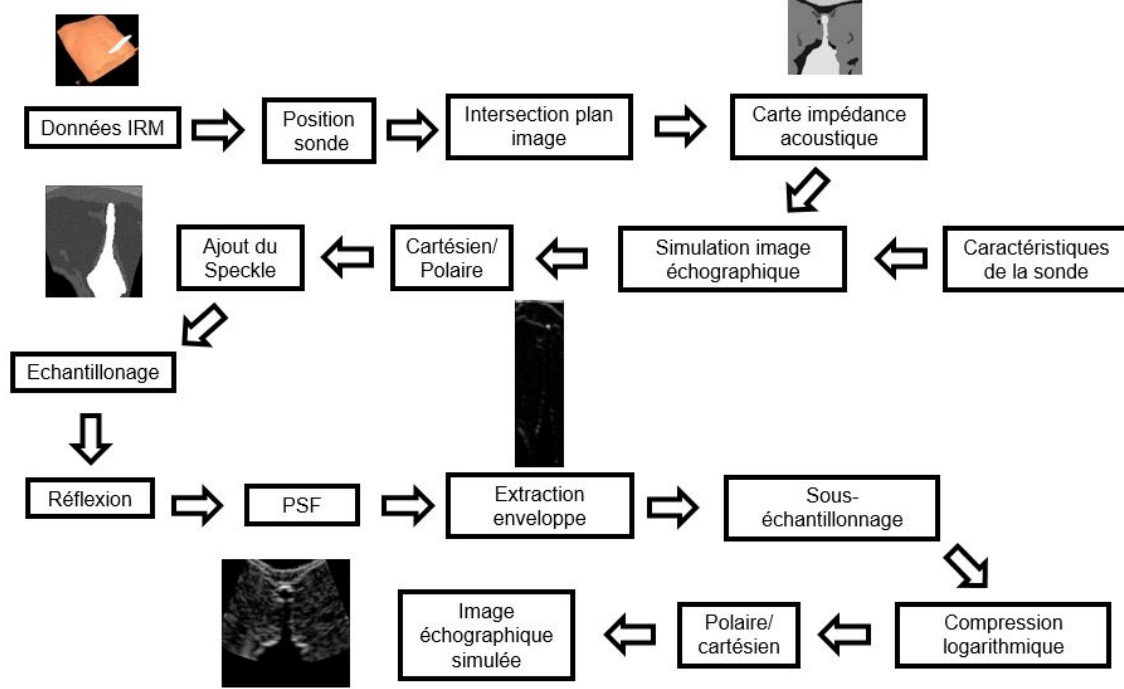 Données IRM
Position
sonde
Intersection plan
image
Carte impédance
acoustique
Ajout du
Speckle
Cartésien/
Polaire
Simulation image
échographique
Caractéristiques
de la sonde
Echantillonage
Réflexion
PSF
Extraction
enveloppe
Sous-
échantillonnage
Image
échographique
simulée
Polaire/
cartésien
Compression
logarithmique